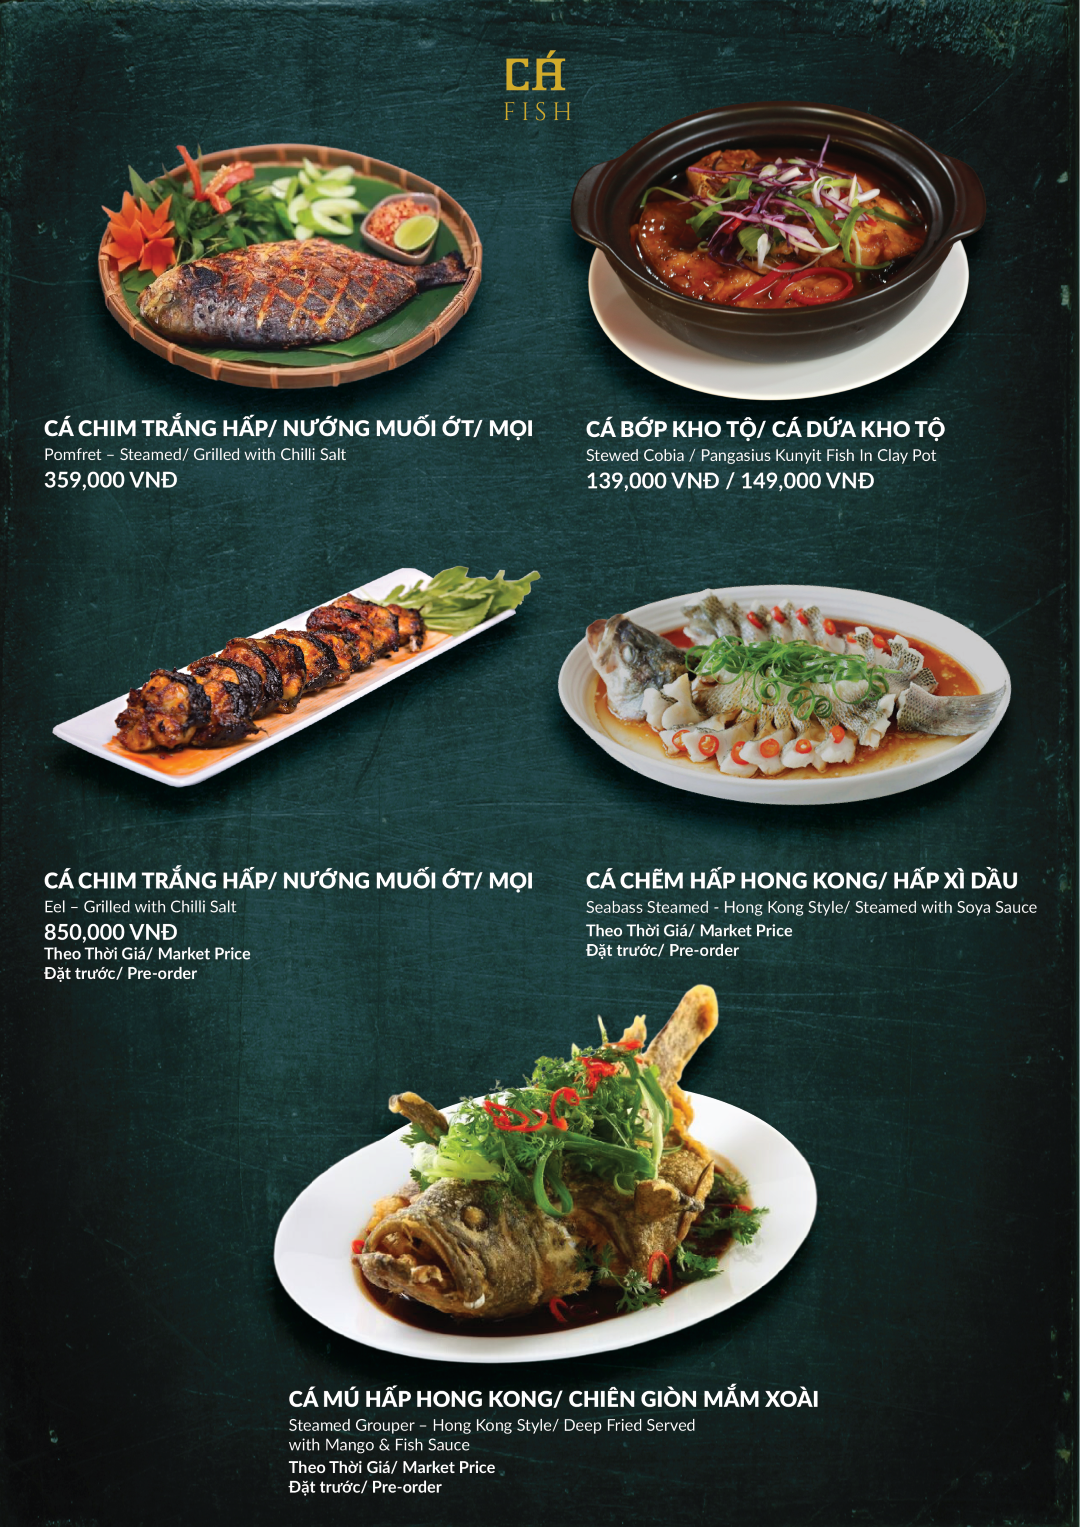 CÁ
FISH
CÁ CHIM TRẮNG HẤP/ NƯỚNG MUỐI ỚT/ MỌI
Pomfret – Steamed/ Grilled with Chilli Salt
359,000 VNĐ
CÁ BỚP KHO TỘ/ CÁ DỨA KHO TỘ
Stewed Cobia / Pangasius Kunyit Fish In Clay Pot
139,000 VNĐ / 149,000 VNĐ
CÁ CHIM TRẮNG HẤP/ NƯỚNG MUỐI ỚT/ MỌI
Eel – Grilled with Chilli Salt
850,000 VNĐ
Theo Thời Giá/ Market Price
Đặt trước/ Pre-order
CÁ CHẼM HẤP HONG KONG/ HẤP XÌ DẦU
Seabass Steamed - Hong Kong Style/ Steamed with Soya Sauce
Theo Thời Giá/ Market Price
Đặt trước/ Pre-order
CÁ MÚ HẤP HONG KONG/ CHIÊN GIÒN MẮM XOÀI
Steamed Grouper – Hong Kong Style/ Deep Fried Served
with Mango & Fish Sauce
Theo Thời Giá/ Market Price
Đặt trước/ Pre-order